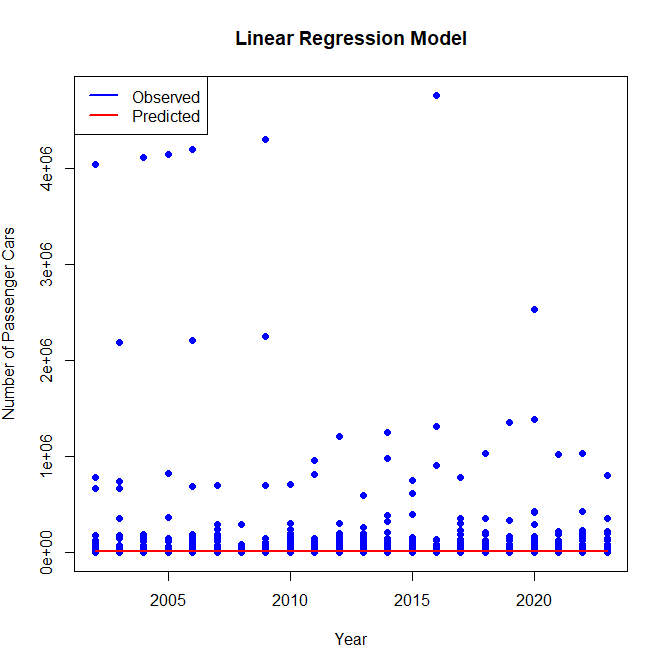 Linear Regression Model
Observed
Predicted
Number of Passenger Cars
4e+06
3e+06
2e+06
1e+06
0e+00
2005 2010 2015 2020
Year